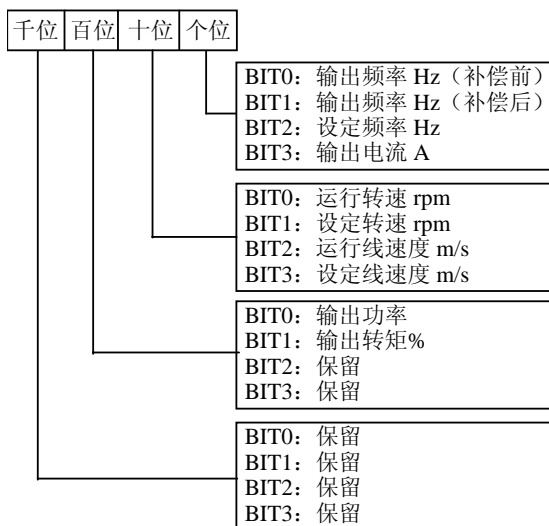 千位 百位 十位 个位
BIT0：输出频率 Hz（补偿前）
BIT1：输出频率 Hz（补偿后）
BIT2：设定频率 Hz
BIT3：输出电流 A
BIT0：运行转速 rpm
BIT1：设定转速 rpm
BIT2：运行线速度 m/s
BIT3：设定线速度 m/s
BIT0：输出功率
BIT1：输出转矩%
BIT2：保留
BIT3：保留
BIT0：保留
BIT1：保留
BIT2：保留
BIT3：保留